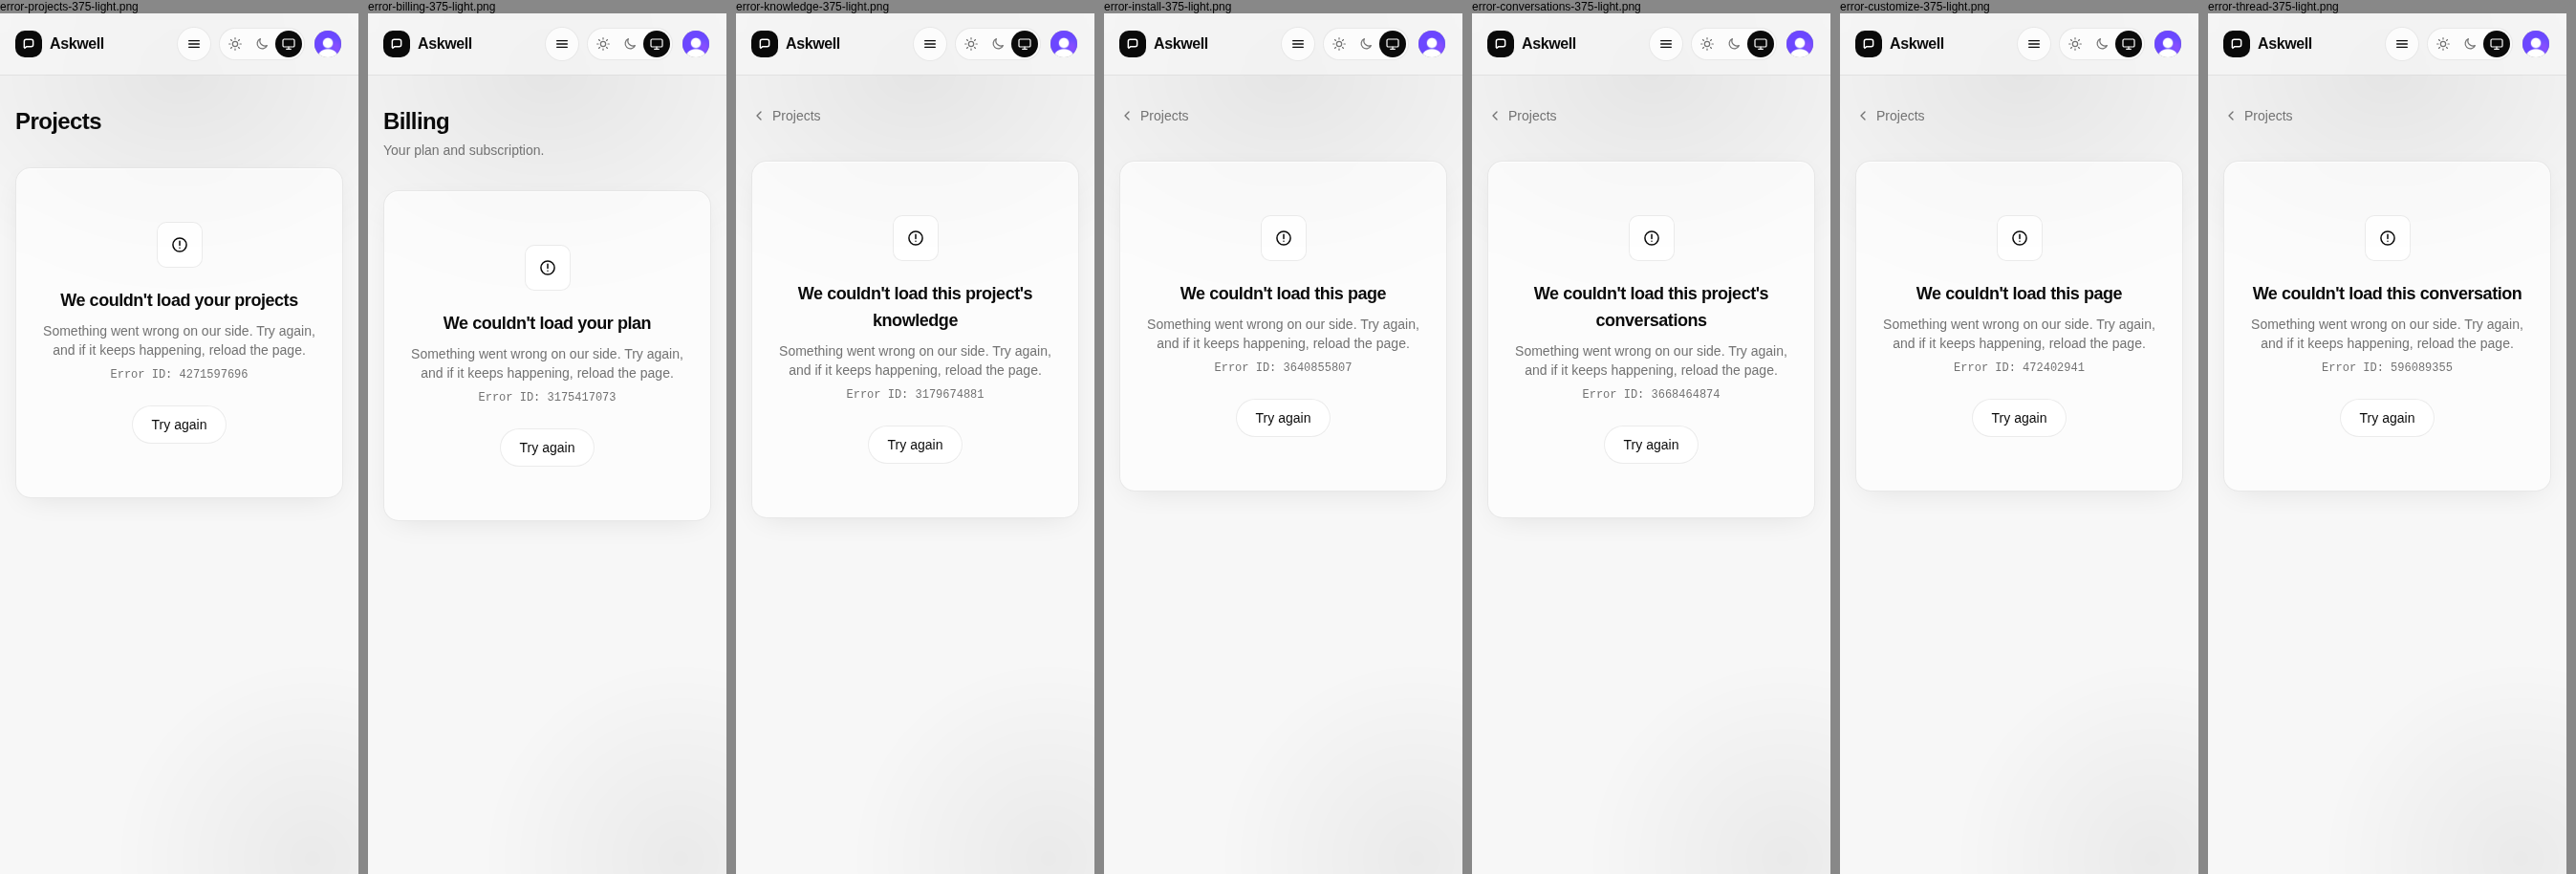 error-projects-375-light.png
Askwell
Projects
We couldn't load your projects
Something went wrong on our side. Try again,
and if it keeps happening, reload the page.
Error ID: 4271597696
Try again
error-billing-375-light.png
Askwell
Billing
Your plan and subscription.
We couldn't load your plan
Something went wrong on our side. Try again,
and if it keeps happening, reload the page.
Error ID: 3175417073
Try again
error-knowledge-375-light.png
Askwell
Projects
We couldn't load this project's
knowledge
Something went wrong on our side. Try again,
and if it keeps happening, reload the page.
Error ID: 3179674881
Try again
error-install-375-light.png
Askwell
Projects
We couldn't load this page
Something went wrong on our side. Try again,
and if it keeps happening, reload the page.
Error ID: 3640855807
Try again
error-conversations-375-light.png
Askwell
Projects
We couldn't load this project's
conversations
Something went wrong on our side. Try again,
and if it keeps happening, reload the page.
Error ID: 3668464874
Try again
error-customize-375-light.png
Askwell
Projects
We couldn't load this page
Something went wrong on our side. Try again,
and if it keeps happening, reload the page.
Error ID: 472402941
Try again
error-thread-375-light.png
Askwell
Projects
We couldn't load this conversation
Something went wrong on our side. Try again,
and if it keeps happening, reload the page.
Error ID: 596089355
Try again